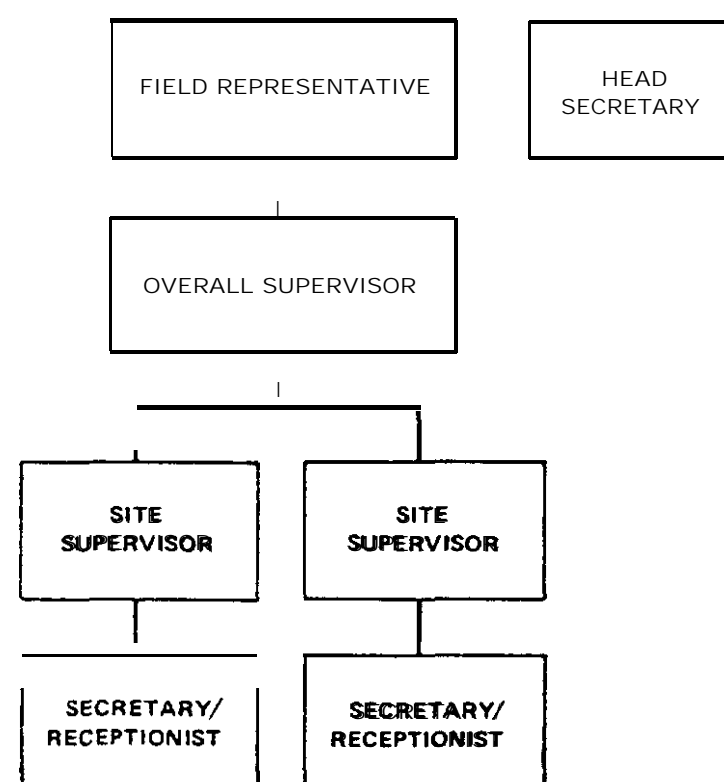 FIELD REPRESENTATIVE
HEAD
SECRETARY
OVERALL SUPERVISOR
SITE
SUPERVISOR
SITE
SUPERVISOR
SECRETARY/
RECEPTIONIST
SECRETARY/
RECEPTIONIST